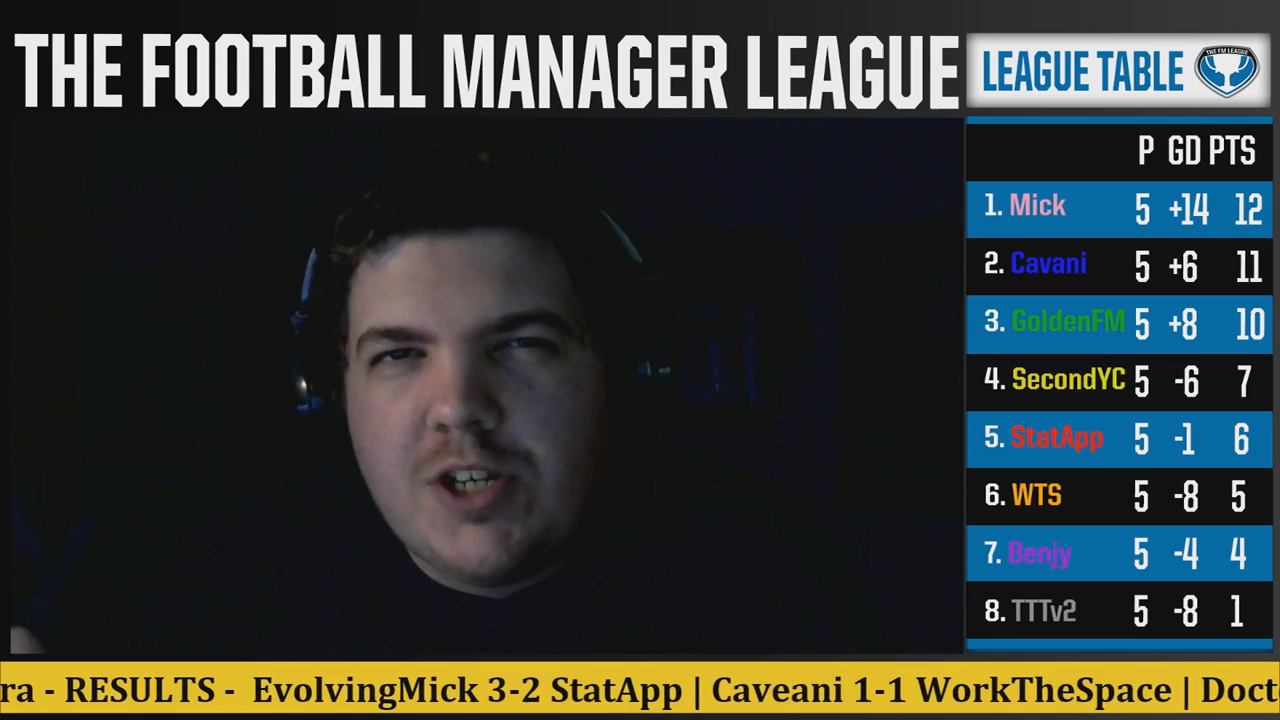 THE FOOTBALL MANAGER LEAGUE
LEAGUE TABLE
THE FM LEAGUE
P GD PTS
1. Mick 5 +14 12
2. Cavani 5 +6 11
3. GoldenFM 5 +8 10
4. SecondYC 5 -6 7
5. StatApp 5 -1 6
6. WTS 5 -8 5
7. Benjy 5 -4 4
8. TTTv2 5 -8 1
ra - RESULTS - EvolvingMick 3-2 StatApp | Caveani 1-1 WorkTheSpace | Doct